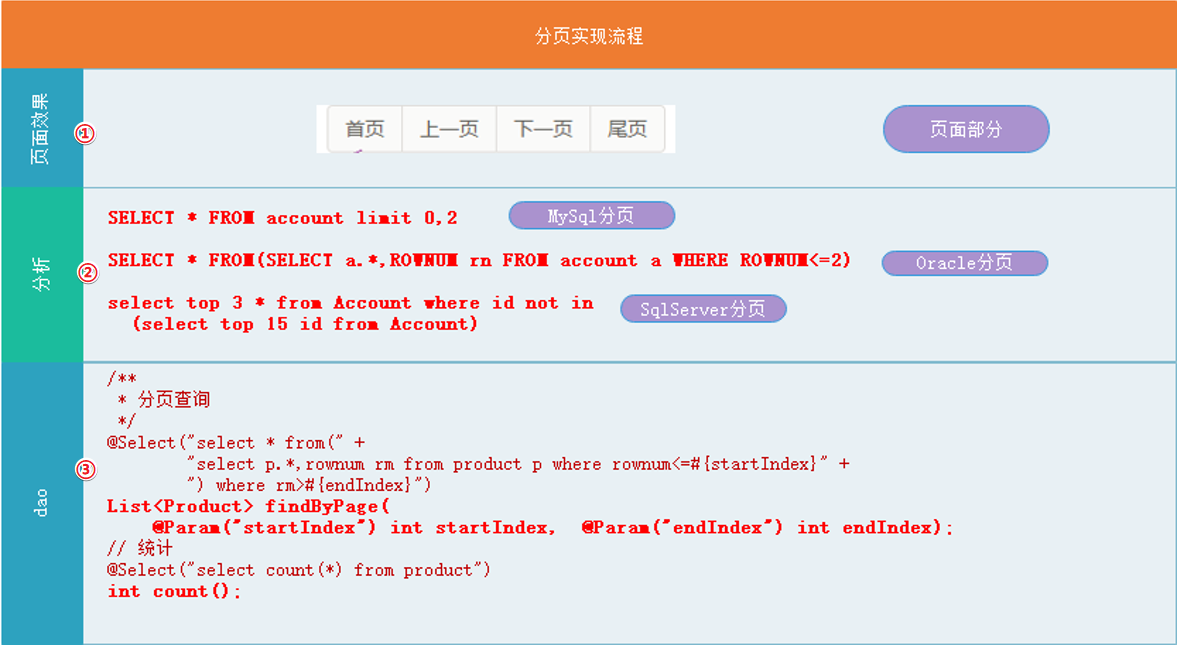 分页实现流程
页面效果
①
首页 上一页 下一页 尾页
页面部分
分析
②
SELECT * FROM account limit 0,2
MySql分页
SELECT * FROM(SELECT a.*,ROWNUM rn FROM account a WHERE ROWNUM<=2)
Oracle分页
select top 3 * from Account where id not in
(select top 15 id from Account)
SqlServer分页
dao
③
/**
* 分页查询
*/
@Select("select * from(" +
"select p.*,rownum rm from product p where rownum<=#{startIndex}" +
") where rm>#{endIndex}")
List<Product> findByPage(
@Param("startIndex") int startIndex, @Param("endIndex") int endIndex);
// 统计
@Select("select count(*) from product")
int count();